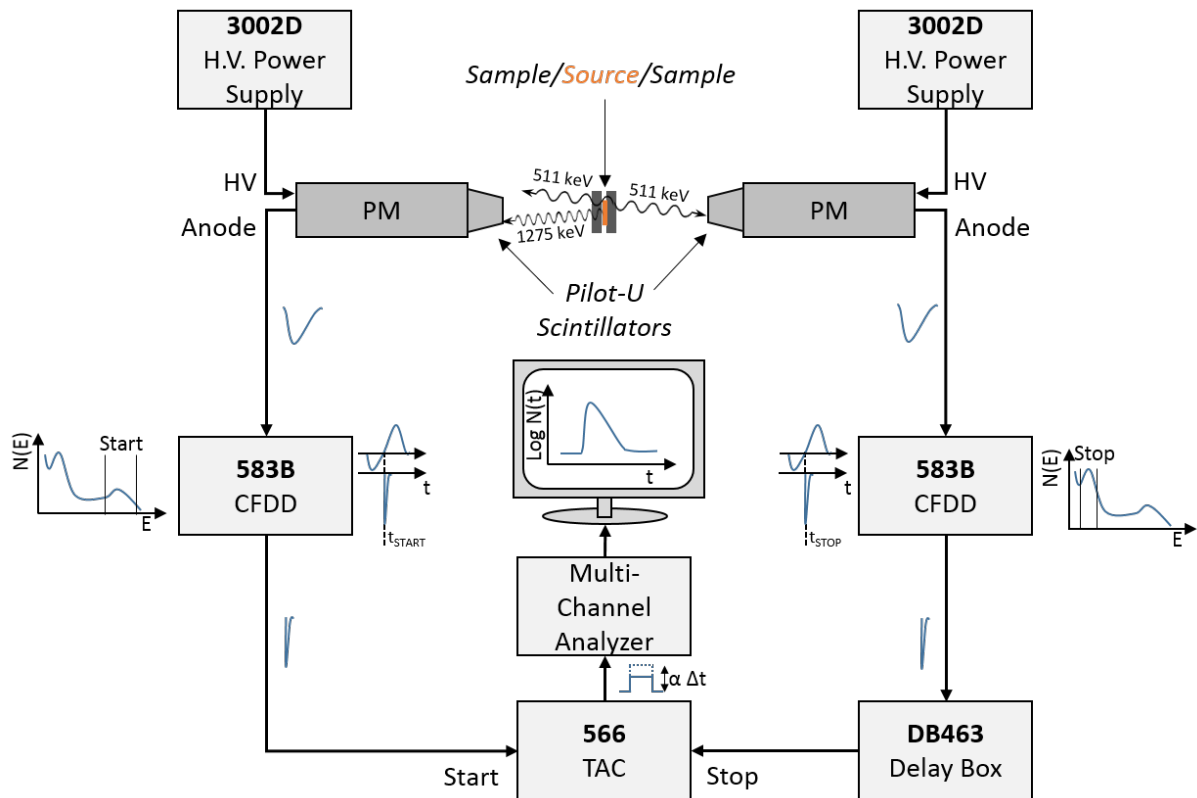 3002D
H.V. Power
Supply
3002D
H.V. Power
Supply
Sample/Source/Sample
HV
HV
511 keV
511 keV
1275 keV
PM
PM
Anode
Anode
Pilot-U
Scintillators
Log N(t)
t
N(E)
Start
E
583B
CFDD
t
tSTART
t
tSTOP
583B
CFDD
N(E)
Stop
E
Multi-
Channel
Analyzer
α Δt
566
TAC
Start
Stop
DB463
Delay Box